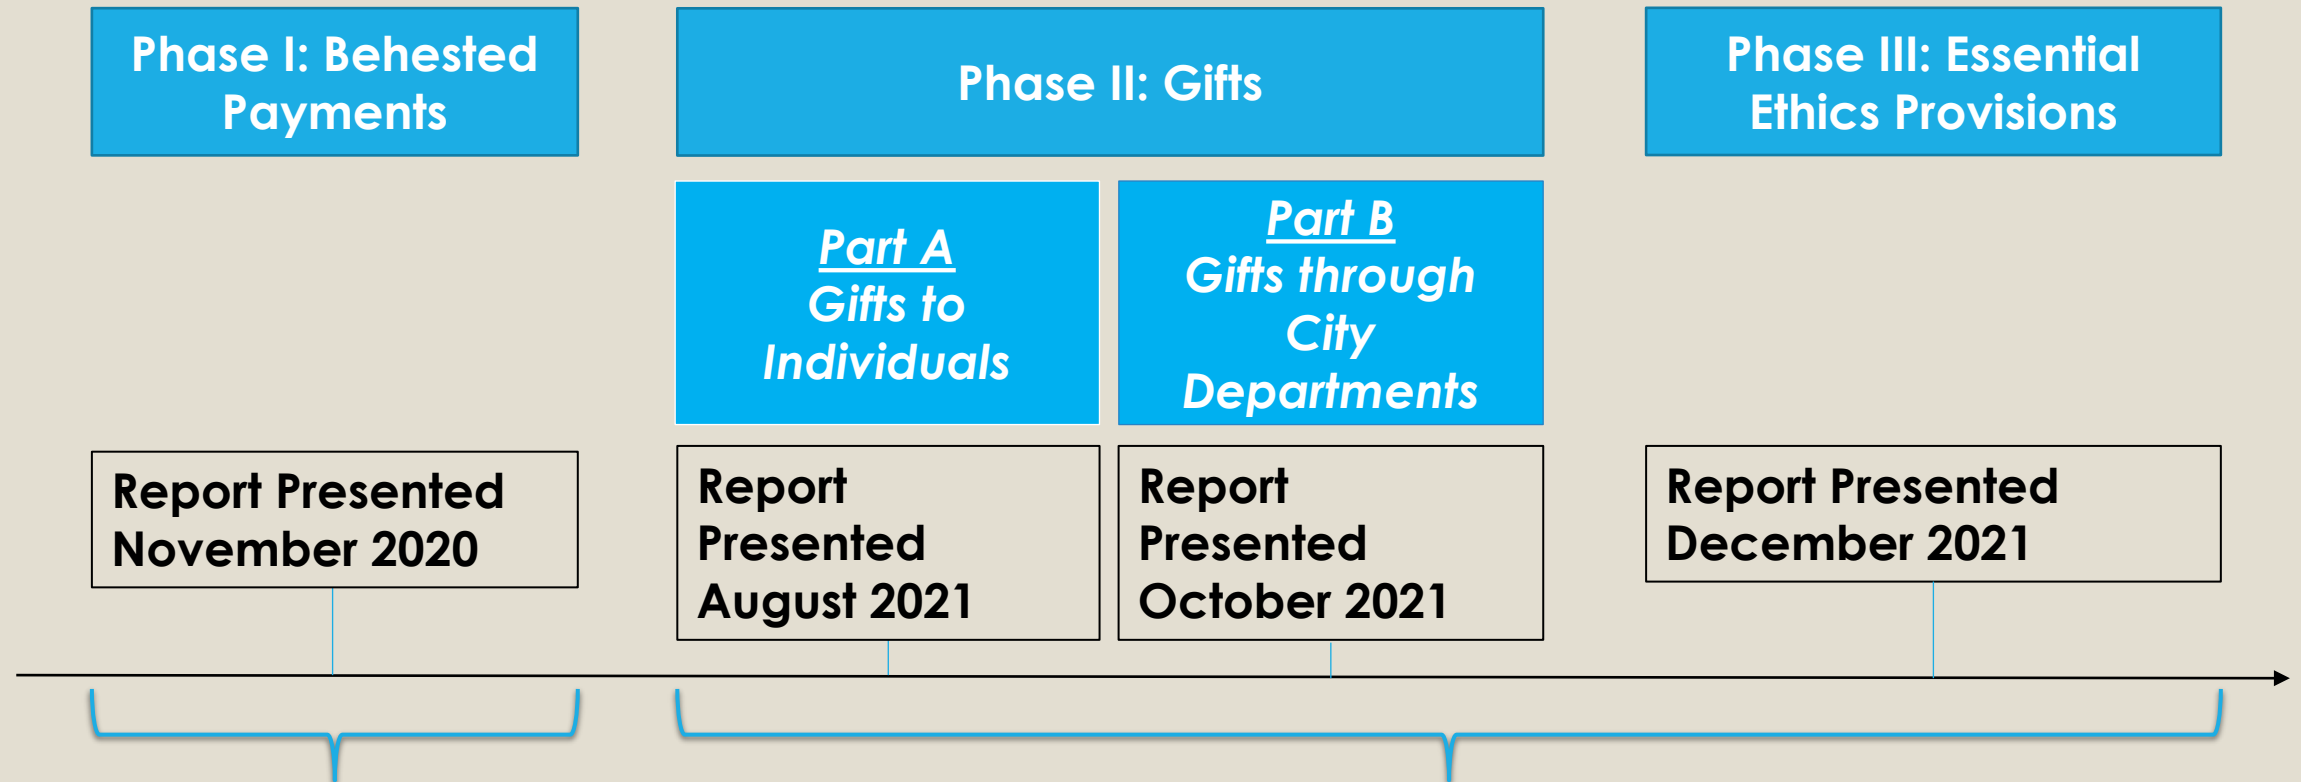 Phase I: Behested
Payments
Phase II: Gifts
Phase III: Essential
Ethics Provisions
Part A
Gifts to
Individuals
Part B
Gifts through
City
Departments
Report Presented
November 2020
Report
Presented
August 2021
Report
Presented
October 2021
Report Presented
December 2021